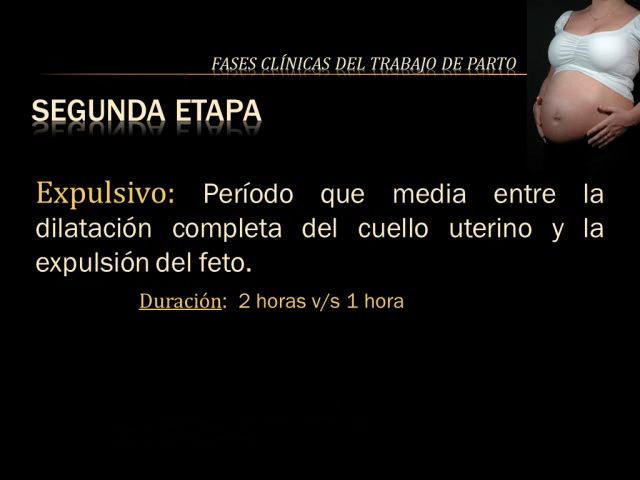 FASES CLÍNICAS DEL TRABAJO DE PARTO
SEGUNDA ETAPA
Expulsivo: Período que media entre la
dilatación completa del cuello uterino y la
expulsión del feto.
Duración: 2 horas v/s 1 hora